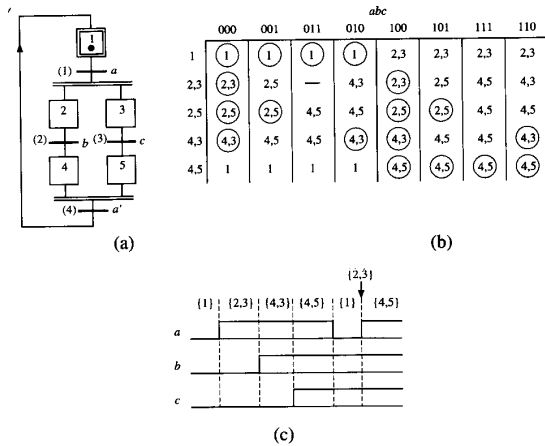 1
(1) a
2 3
(2) b (3) c
4 5
(4) a'
(a)
abc
000 001 011 010 100 101 111 110
1 1 1 1 1 2,3 2,3 2,3 2,3
2,3 2,3 2,5 — 4,3 2,3 2,5 4,5 4,3
2,5 2,5 2,5 4,5 4,5 2,5 2,5 4,5 4,5
4,3 4,3 4,5 4,5 4,3 4,3 4,5 4,5 4,3
4,5 1 1 1 1 4,5 4,5 4,5 4,5
(b)
{2,3}
{1} {2,3} {4,3} {4,5} {1} {4,5}
a
b
c
(c)